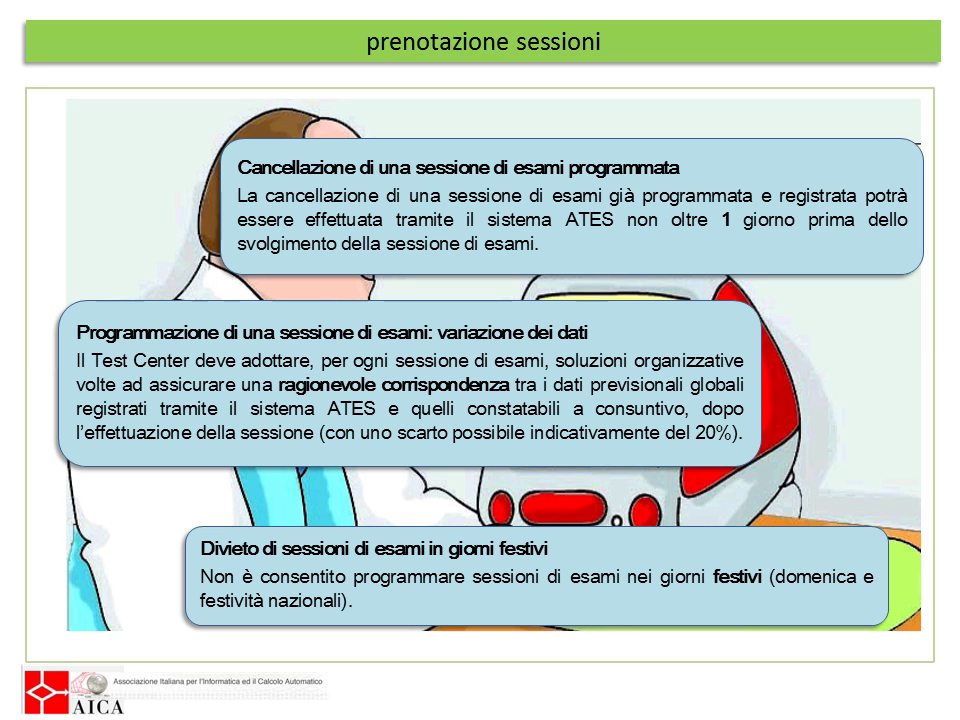 prenotazione sessioni
Cancellazione di una sessione di esami programmata
La cancellazione di una sessione di esami già programmata e registrata potrà
essere effettuata tramite il sistema ATES non oltre 1 giorno prima dello
svolgimento della sessione di esami.
Programmazione di una sessione di esami: variazione dei dati
Il Test Center deve adottare, per ogni sessione di esami, soluzioni organizzative
volte ad assicurare una ragionevole corrispondenza tra i dati previsionali globali
registrati tramite il sistema ATES e quelli constatabili a consuntivo, dopo
l’effettuazione della sessione (con uno scarto possibile indicativamente del 20%).
Divieto di sessioni di esami in giorni festivi
Non è consentito programmare sessioni di esami nei giorni festivi (domenica e
festività nazionali).
Associazione Italiana per l'Informatica ed il Calcolo Automatico
AICA